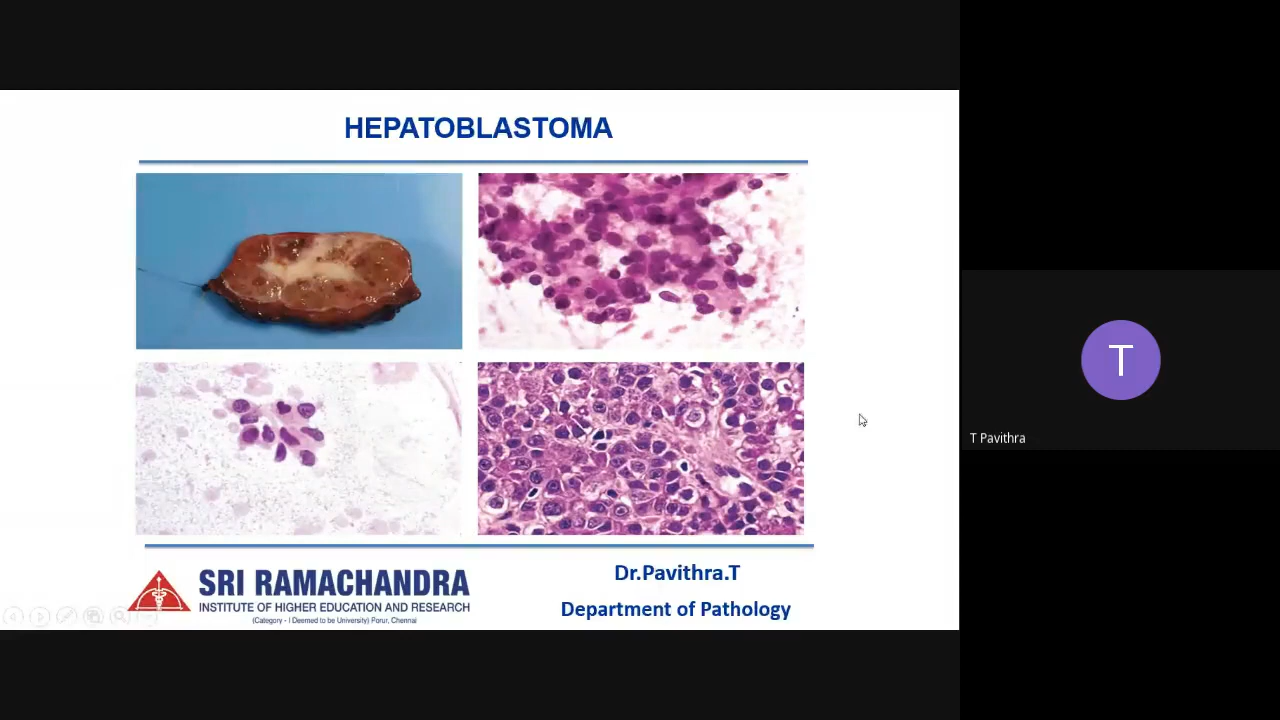 HEPATOBLASTOMA
SRI RAMACHANDRA
INSTITUTE OF HIGHER EDUCATION AND RESEARCH
(Category - I Deemed to be University) Porur, Chennai
Dr.Pavithra.T
Department of Pathology
T
T Pavithra